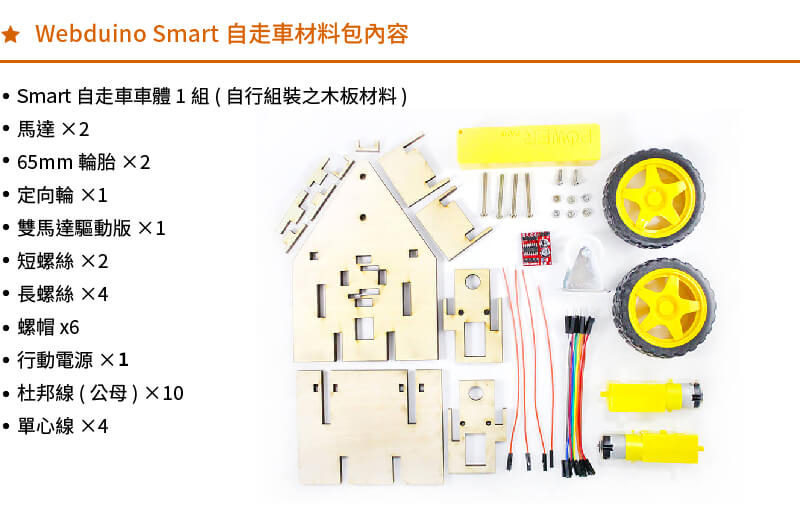 ★ Webduino Smart 自走車材料包內容
• Smart 自走車車體 1 組 ( 自行組裝之木板材料 )
• 馬達 ×2
• 65mm 輪胎 ×2
• 定向輪 ×1
• 雙馬達驅動版 ×1
• 短螺絲 ×2
• 長螺絲 ×4
• 螺帽 x6
• 行動電源 ×1
• 杜邦線 ( 公母 ) ×10
• 單心線 ×4
POWER